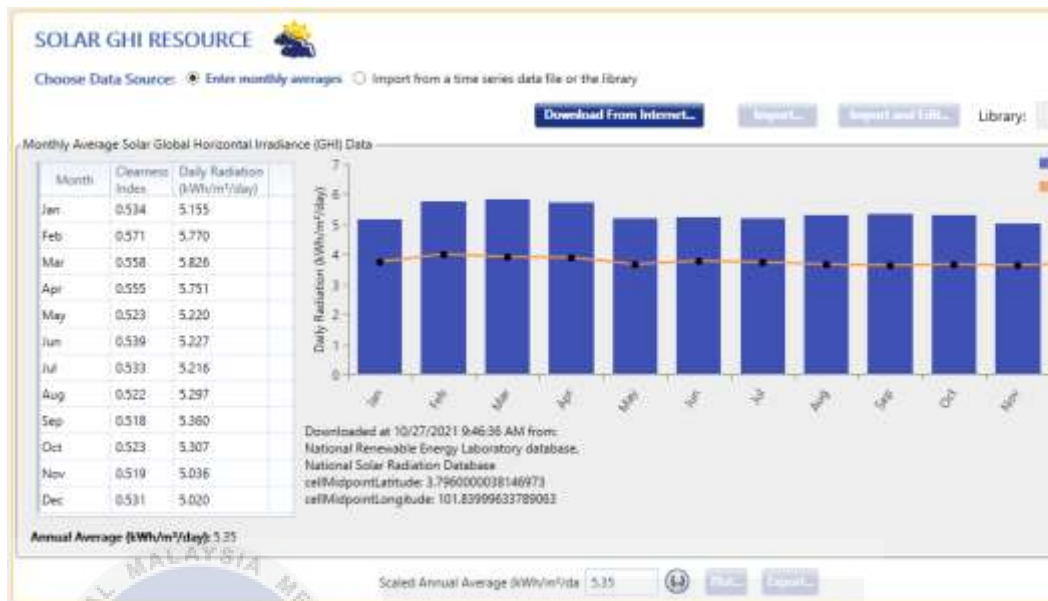 SOLAR GHI RESOURCE
Choose Data Source: Enter monthly averages Import from a time series data file or the library
Download From Internet... Import... Import and Edit... Library:
Monthly Average Solar Global Horizontal Irradiance (GHI) Data
Month Clearness Index Daily Radiation (kWh/m²/day)
Jan 0.534 5.155
Feb 0.571 5.770
Mar 0.558 5.826
Apr 0.555 5.751
May 0.523 5.220
Jun 0.539 5.227
Jul 0.533 5.216
Aug 0.522 5.297
Sep 0.518 5.360
Oct 0.523 5.307
Nov 0.519 5.036
Dec 0.531 5.020
Daily Radiation (kWh/m²/day)
7
6
5
4
3
2
1
0
Jan Feb Mar Apr May Jun Jul Aug Sep Oct Nov
Downloaded at 10/27/2021 9:46:36 AM from:
National Renewable Energy Laboratory database,
National Solar Radiation Database
cellMidpointLatitude: 3.7960000038146973
cellMidpointLongitude: 101.83999633789063
Annual Average (kWh/m²/day): 5.35
Scaled Annual Average (kWh/m²/da 5.35 Plot... Export...
MALAYSIA